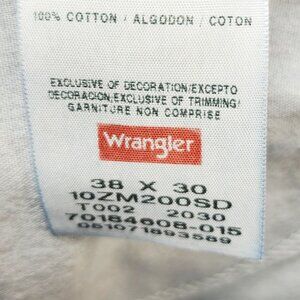 100% COTTON / ALGODON / COTON
EXCLUSIVE OF DECORATION/EXCEPTO
DECORACION/EXCLUSIVE OF TRIMMING/
GARNITURE NON COMPRISE
Wrangler
38 X 30
10ZM200SD
T002 2030
70184608-015
051071893589